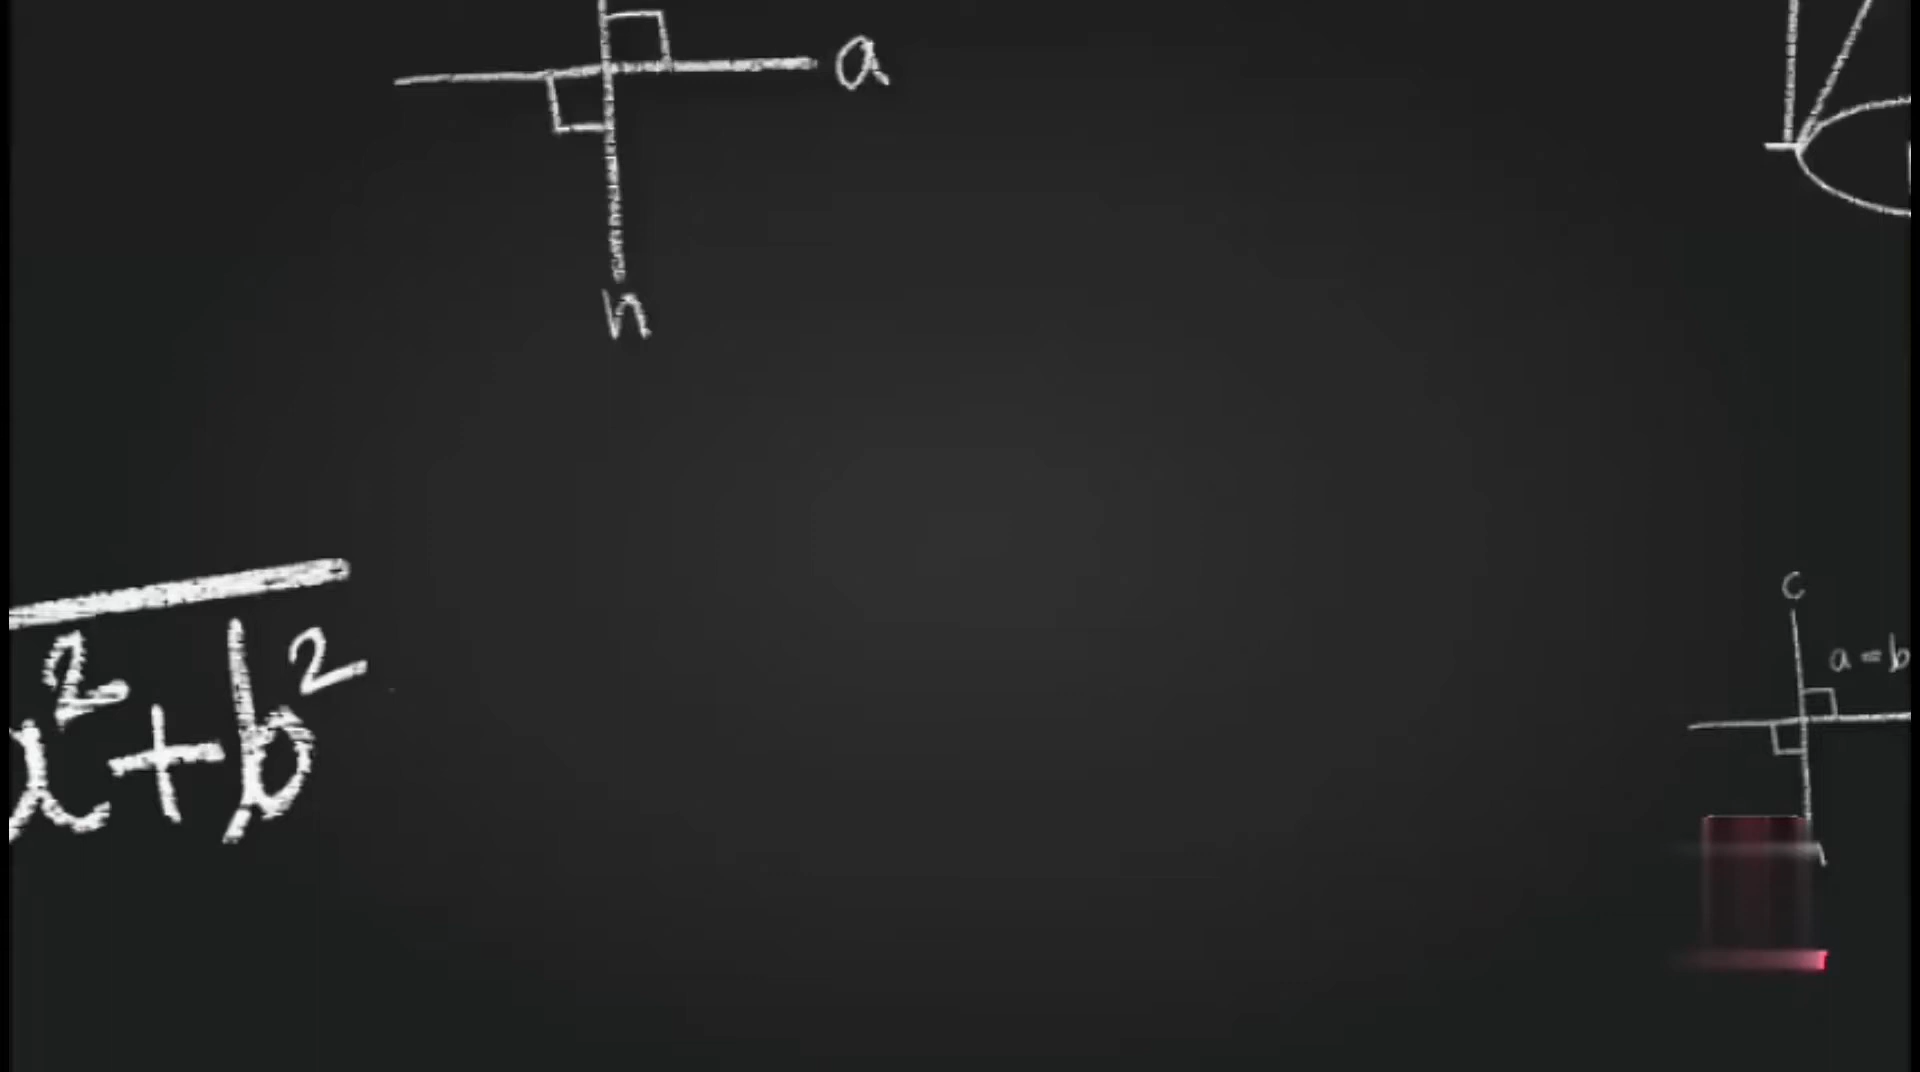 a
n
c
a = b
a²+b²